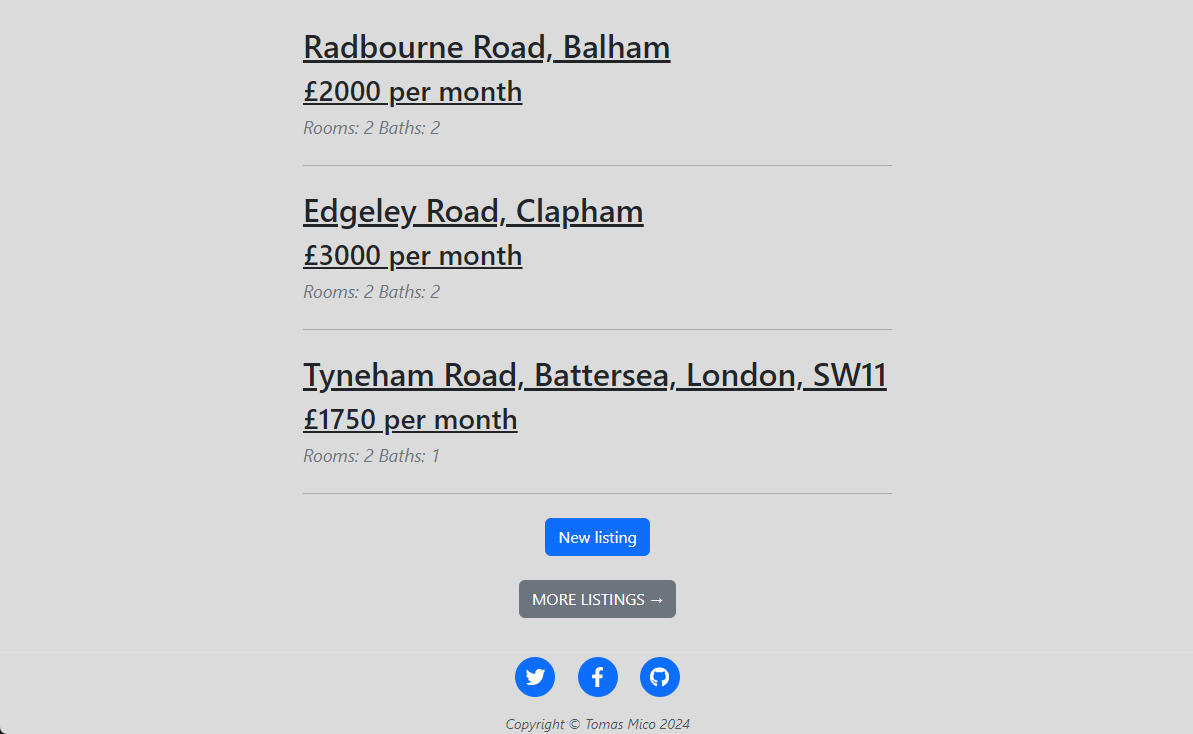 Radbourne Road, Balham
£2000 per month
Rooms: 2 Baths: 2
Edgeley Road, Clapham
£3000 per month
Rooms: 2 Baths: 2
Tyneham Road, Battersea, London, SW11
£1750 per month
Rooms: 2 Baths: 1
New listing
MORE LISTINGS →
Copyright © Tomas Mico 2024